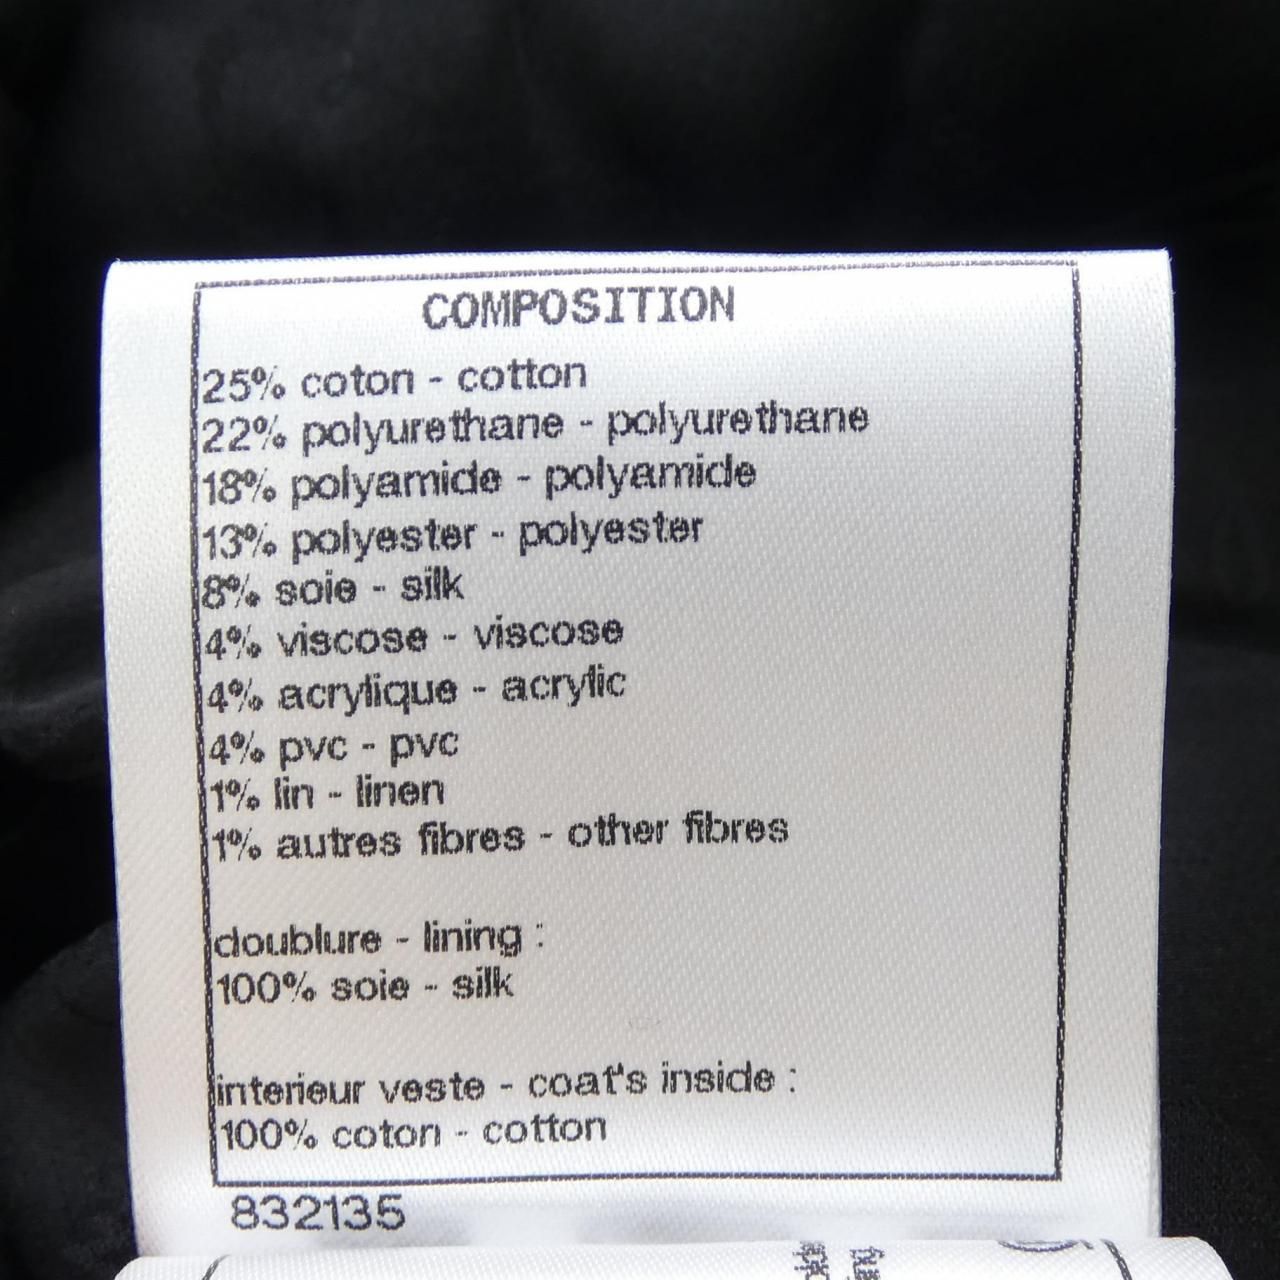 COMPOSITION
25% coton - cotton
22% polyurethane - polyurethane
18% polyamide - polyamide
13% polyester - polyester
8% soie - silk
4% viscose - viscose
4% acrylique - acrylic
4% pvc - pvc
1% lin - linen
1% autres fibres - other fibres
doublure - lining :
100% soie - silk
interieur veste - coat's inside :
100% coton - cotton
832135